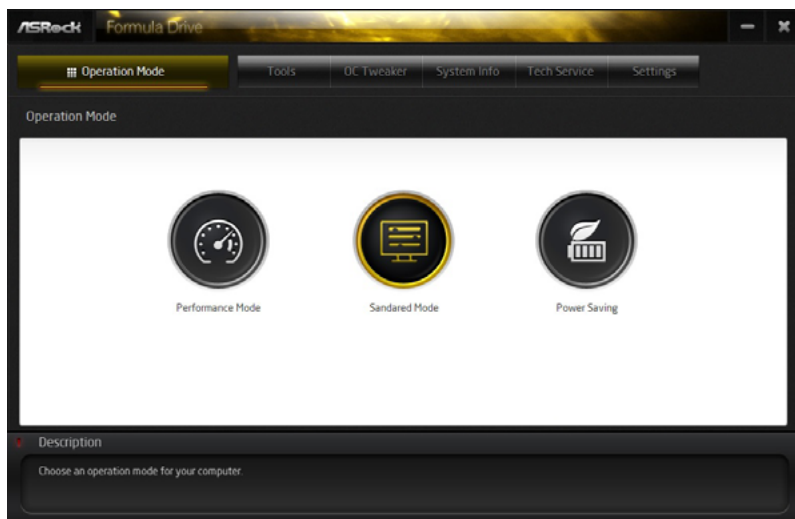 ASRock Formula Drive
Operation Mode Tools OC Tweaker System Info Tech Service Settings
Operation Mode
Performance Mode Sandared Mode Power Saving
Description
Choose an operation mode for your computer.